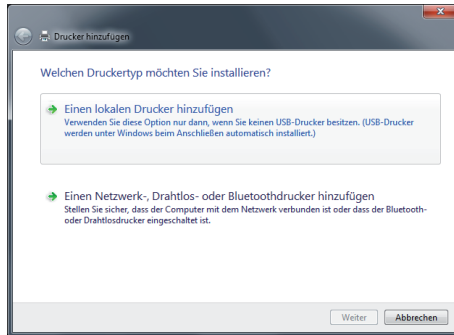 Drucker hinzufügen
Welchen Druckertyp möchten Sie installieren?
Einen lokalen Drucker hinzufügen
Verwenden Sie diese Option nur dann, wenn Sie keinen USB-Drucker besitzen. (USB-Drucker
werden unter Windows beim Anschließen automatisch installiert.)
Einen Netzwerk-, Drahtlos- oder Bluetoothdrucker hinzufügen
Stellen Sie sicher, dass der Computer mit dem Netzwerk verbunden ist oder dass der Bluetooth-
oder Drahtlosdrucker eingeschaltet ist.
Weiter Abbrechen